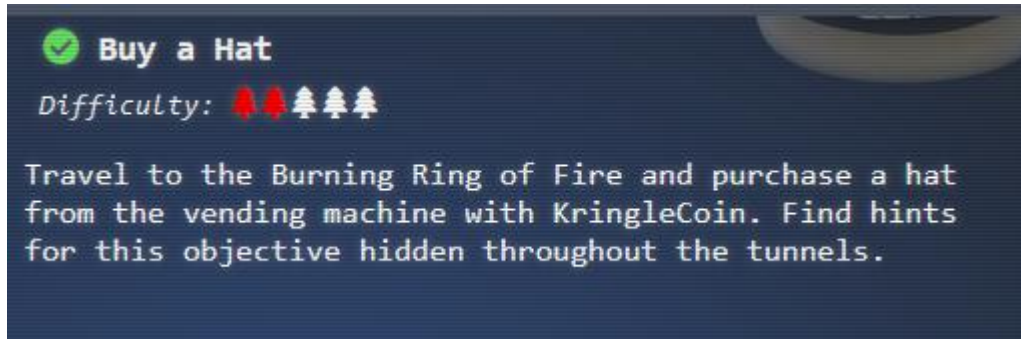 Buy a Hat
Difficulty:
Travel to the Burning Ring of Fire and purchase a hat
from the vending machine with KringleCoin. Find hints
for this objective hidden throughout the tunnels.